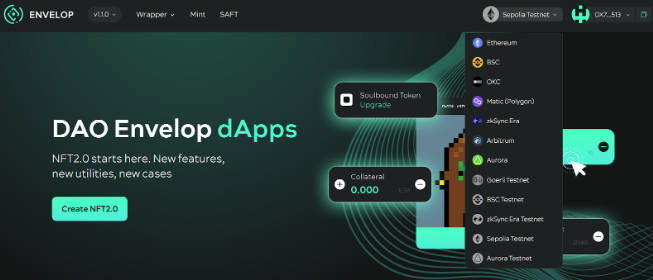 ENVELOP
v1.1.0
Wrapper
Mint
SAFT
Sepolia Testnet
0X7...513
Ethereum
BSC
OKC
Matic (Polygon)
zkSync Era
Arbitrum
Aurora
Goerli Testnet
BSC Testnet
zkSync Era Testnet
Sepolia Testnet
Aurora Testnet
Soulbound Token
Upgrade
DAO Envelop dApps
NFT2.0 starts here. New features,
new utilities, new cases
Create NFT2.0
Collateral
0.000
ETH